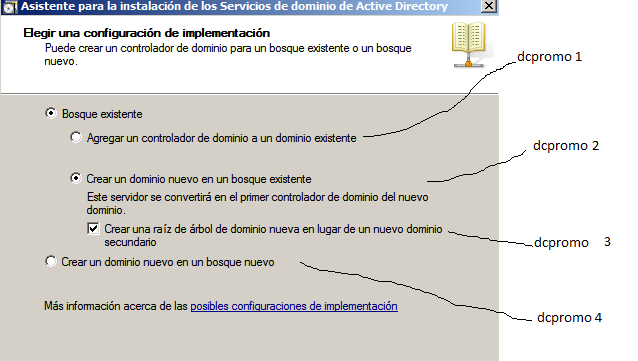 Asistente para la instalación de los Servicios de dominio de Active Directory
Elegir una configuración de implementación
Puede crear un controlador de dominio para un bosque existente o un bosque
nuevo.
dcpromo 1
Bosque existente
Agregar un controlador de dominio a un dominio existente
dcpromo 2
Crear un dominio nuevo en un bosque existente
Este servidor se convertirá en el primer controlador de dominio del nuevo
dominio.
Crear una raíz de árbol de dominio nueva en lugar de un nuevo dominio
secundario
dcpromo 3
Crear un dominio nuevo en un bosque nuevo
Más información acerca de las posibles configuraciones de implementación
dcpromo 4